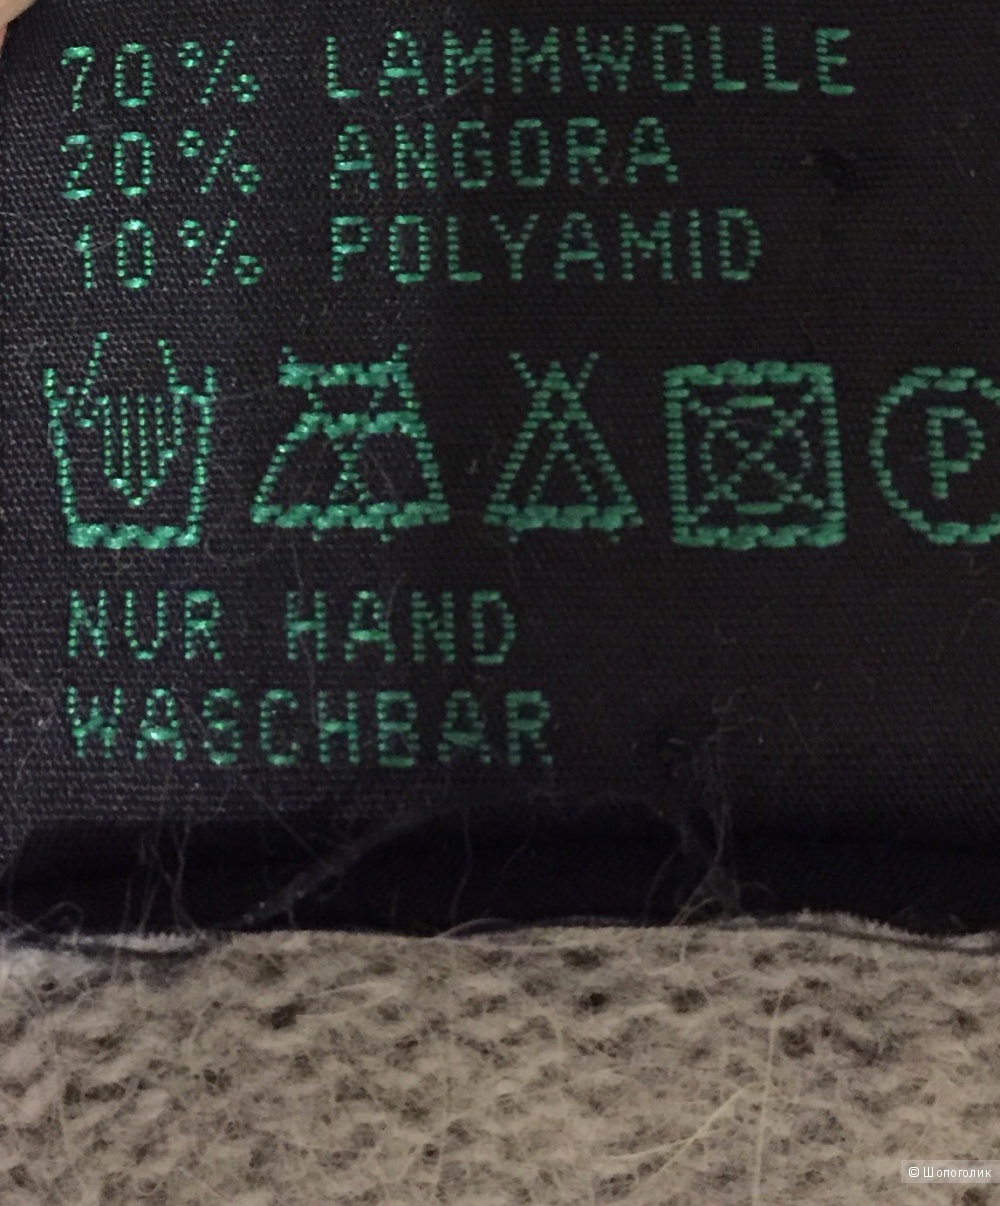 70% LAMMWOLLE
20% ANGORA
10% POLYAMID
P
NUR HAND
WASCHBAR
© Шопоголик